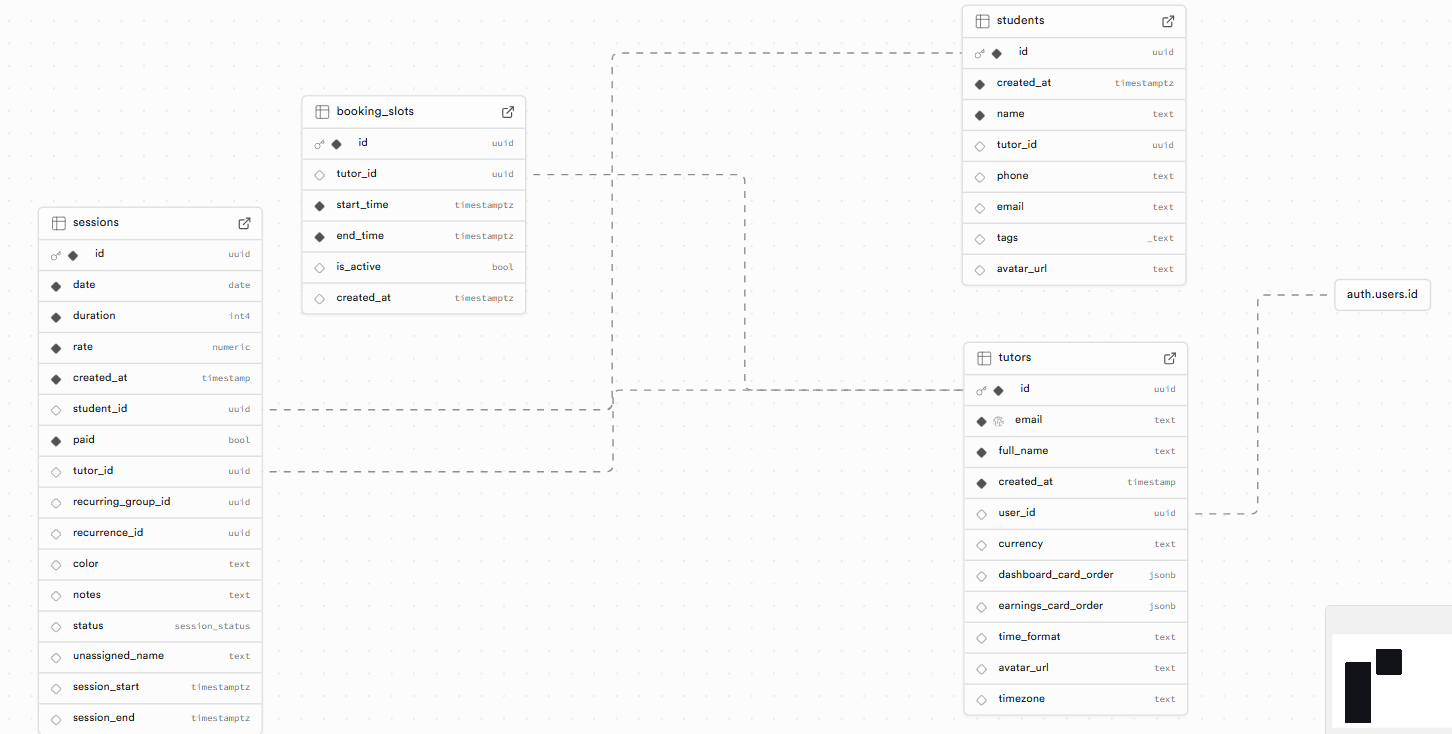 students
id uuid
created_at timestamptz
name text
tutor_id uuid
phone text
email text
tags _text
avatar_url text
booking_slots
id uuid
tutor_id uuid
start_time timestamptz
end_time timestamptz
is_active bool
created_at timestamptz
sessions
id uuid
date date
duration int4
rate numeric
created_at timestamp
student_id uuid
paid bool
tutor_id uuid
recurring_group_id uuid
recurrence_id uuid
color text
notes text
status session_status
unassigned_name text
session_start timestamptz
session_end timestamptz
auth.users.id
tutors
id uuid
email text
full_name text
created_at timestamp
user_id uuid
currency text
dashboard_card_order jsonb
earnings_card_order jsonb
time_format text
avatar_url text
timezone text